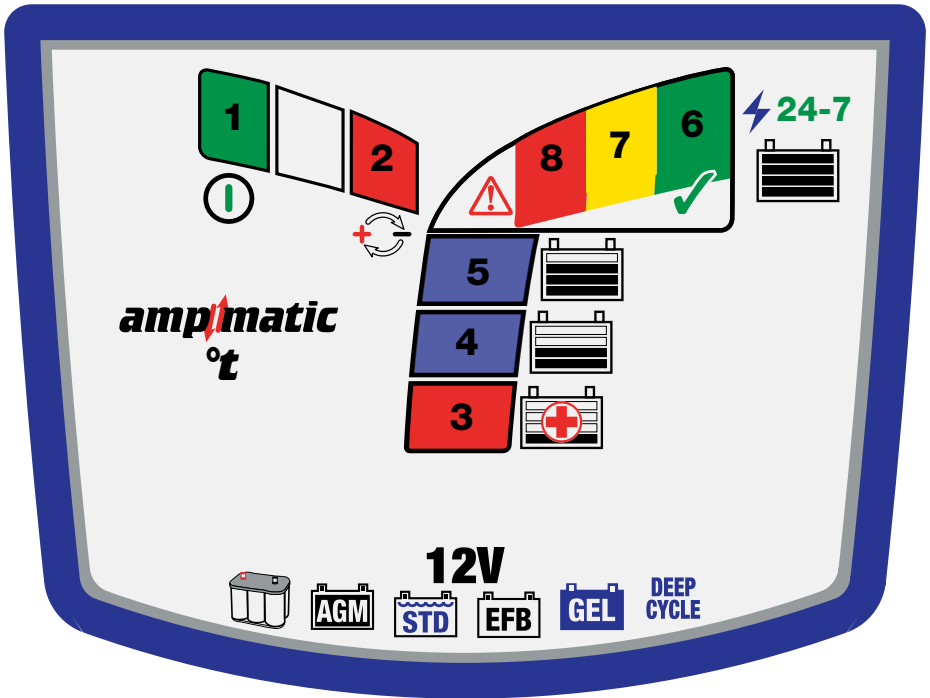 1
2
8
7
6
24-7
5
ampmatic
°t
4
3
12V
AGM
STD
EFB
GEL
DEEP
CYCLE